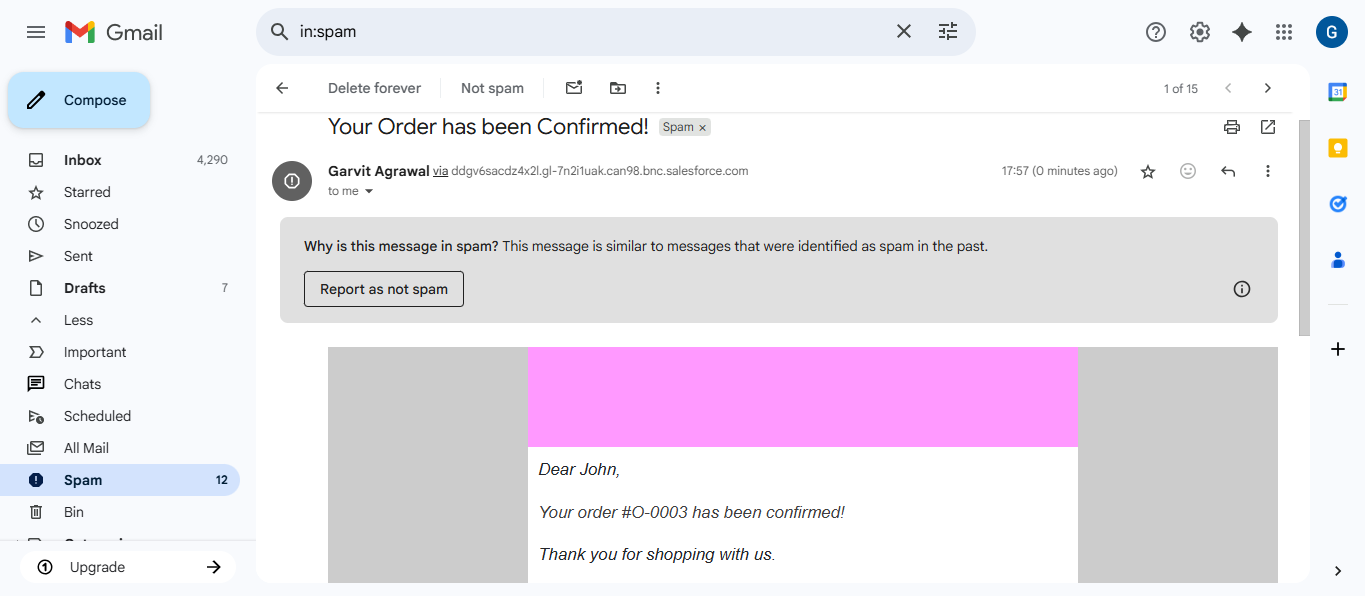 Gmail
in:spam
G
Compose
Delete forever
Not spam
1 of 15
31
Your Order has been Confirmed!
Spam ×
Inbox 4,290
Starred
Snoozed
Sent
Drafts 7
Less
Important
Chats
Scheduled
All Mail
Spam 12
Bin
Upgrade
Garvit Agrawal via ddgv6sacdz4x2l.gl-7n2i1uak.can98.bnc.salesforce.com
17:57 (0 minutes ago)
to me
Why is this message in spam? This message is similar to messages that were identified as spam in the past.
Report as not spam
Dear John,
Your order #O-0003 has been confirmed!
Thank you for shopping with us.